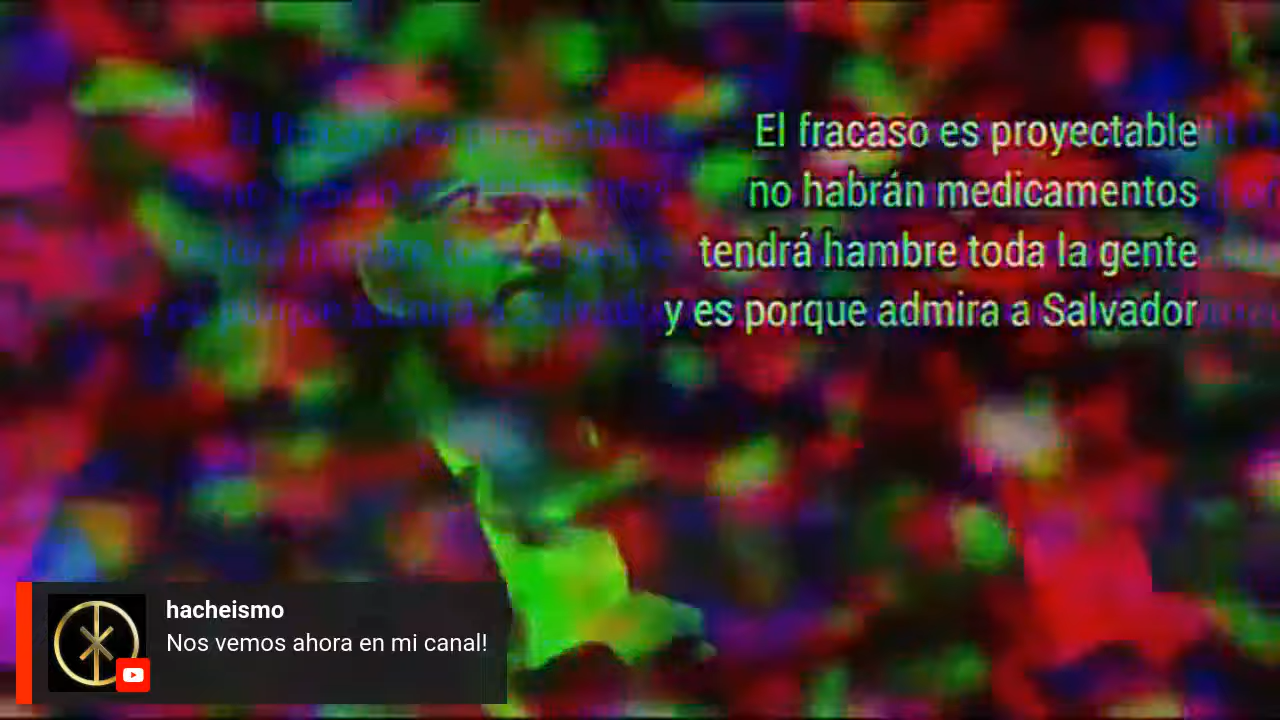 El fracaso es proyectable
no habrán medicamentos
tendrá hambre toda la gente
y es porque admira a Salvador
hacheismo
Nos vemos ahora en mi canal!